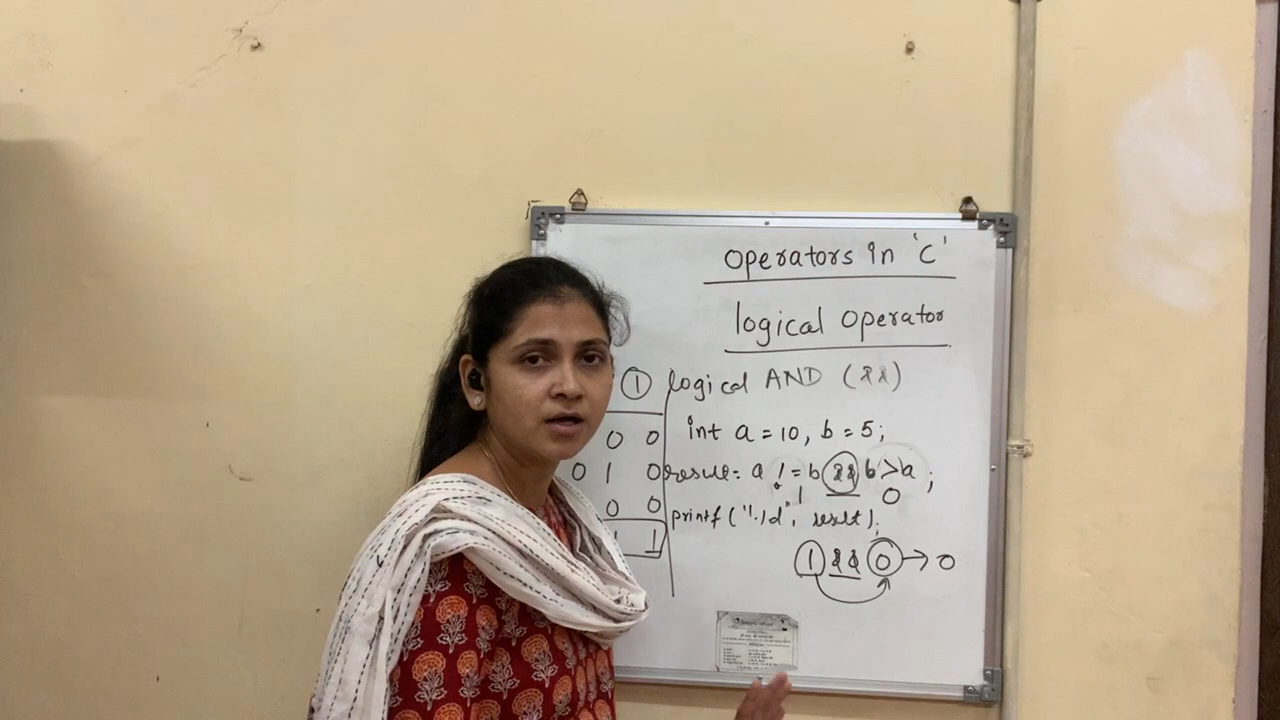 Operators in 'C'
logical operator
① logical AND (&&)
0 0
int a = 10, b = 5;
0 1 0
result = a != b && b > a ;
1 0
0 0
printf ("%d", result);
1
1 && 0 → 0